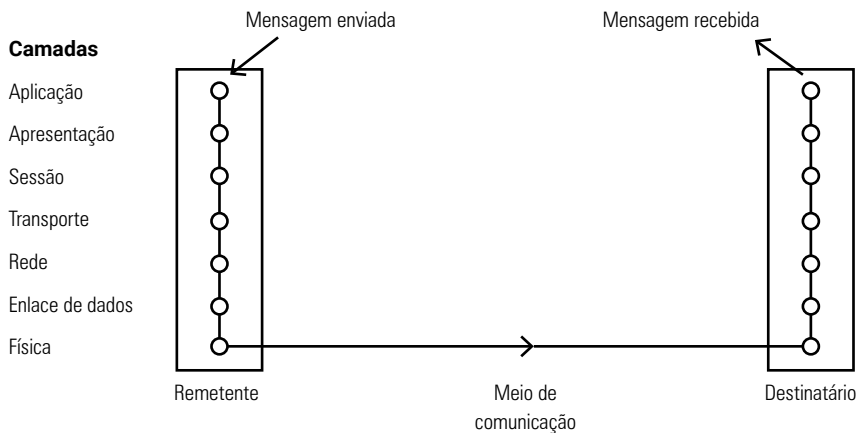 Mensagem enviada
Mensagem recebida
Camadas
Aplicação
Apresentação
Sessão
Transporte
Rede
Enlace de dados
Física
Remetente
Meio de
comunicação
Destinatário